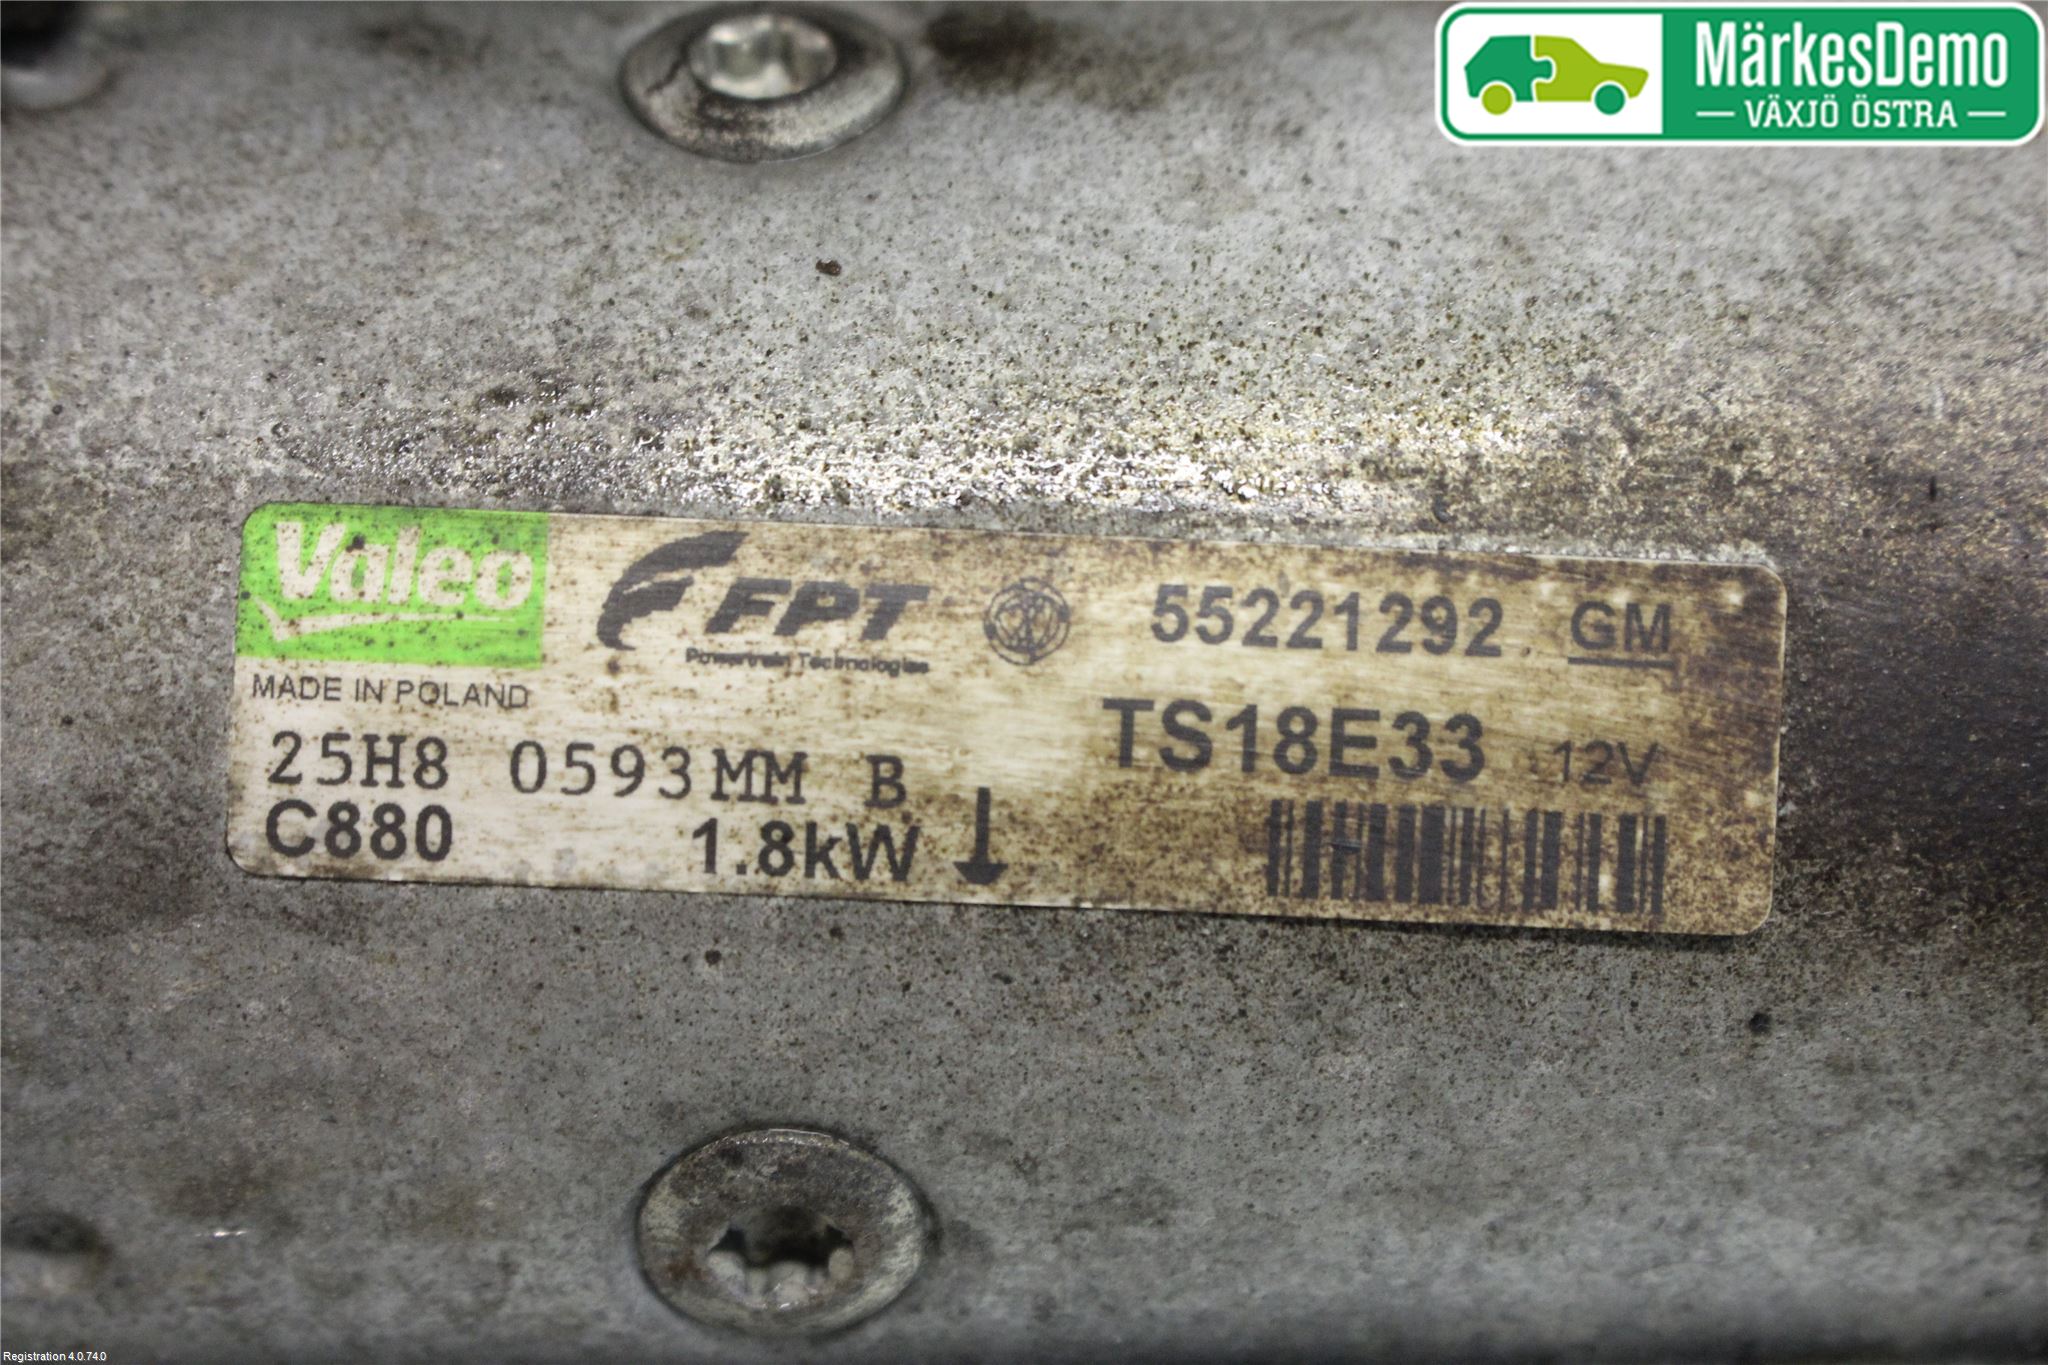 MärkesDemo
VÄXJÖ ÖSTRA
Valeo
FPT
Powertrain Technologies
55221292 GM
MADE IN POLAND
TS18E33 12V
25H8 0593MM B
C880 1.8kW
Registration 4.0.74.0